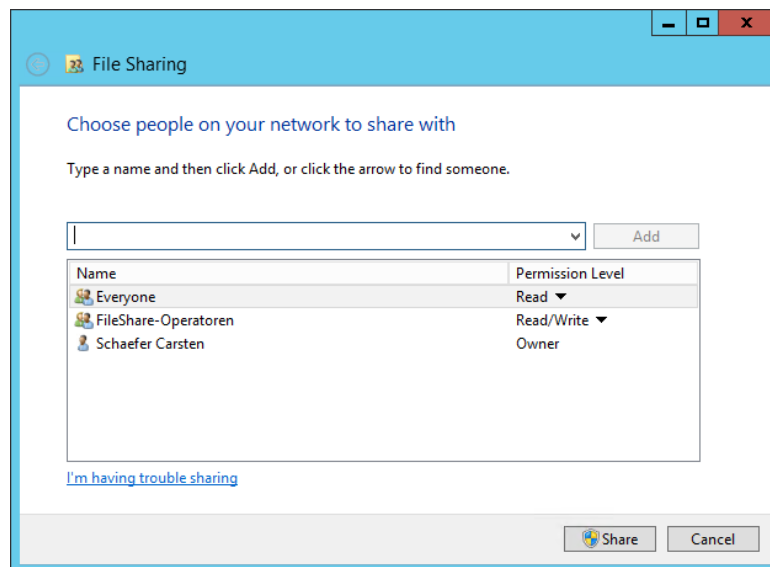 File Sharing
Choose people on your network to share with
Type a name and then click Add, or click the arrow to find someone.
Add
Name Permission Level
Everyone Read
FileShare-Operatoren Read/Write
Schaefer Carsten Owner
I'm having trouble sharing
Share Cancel